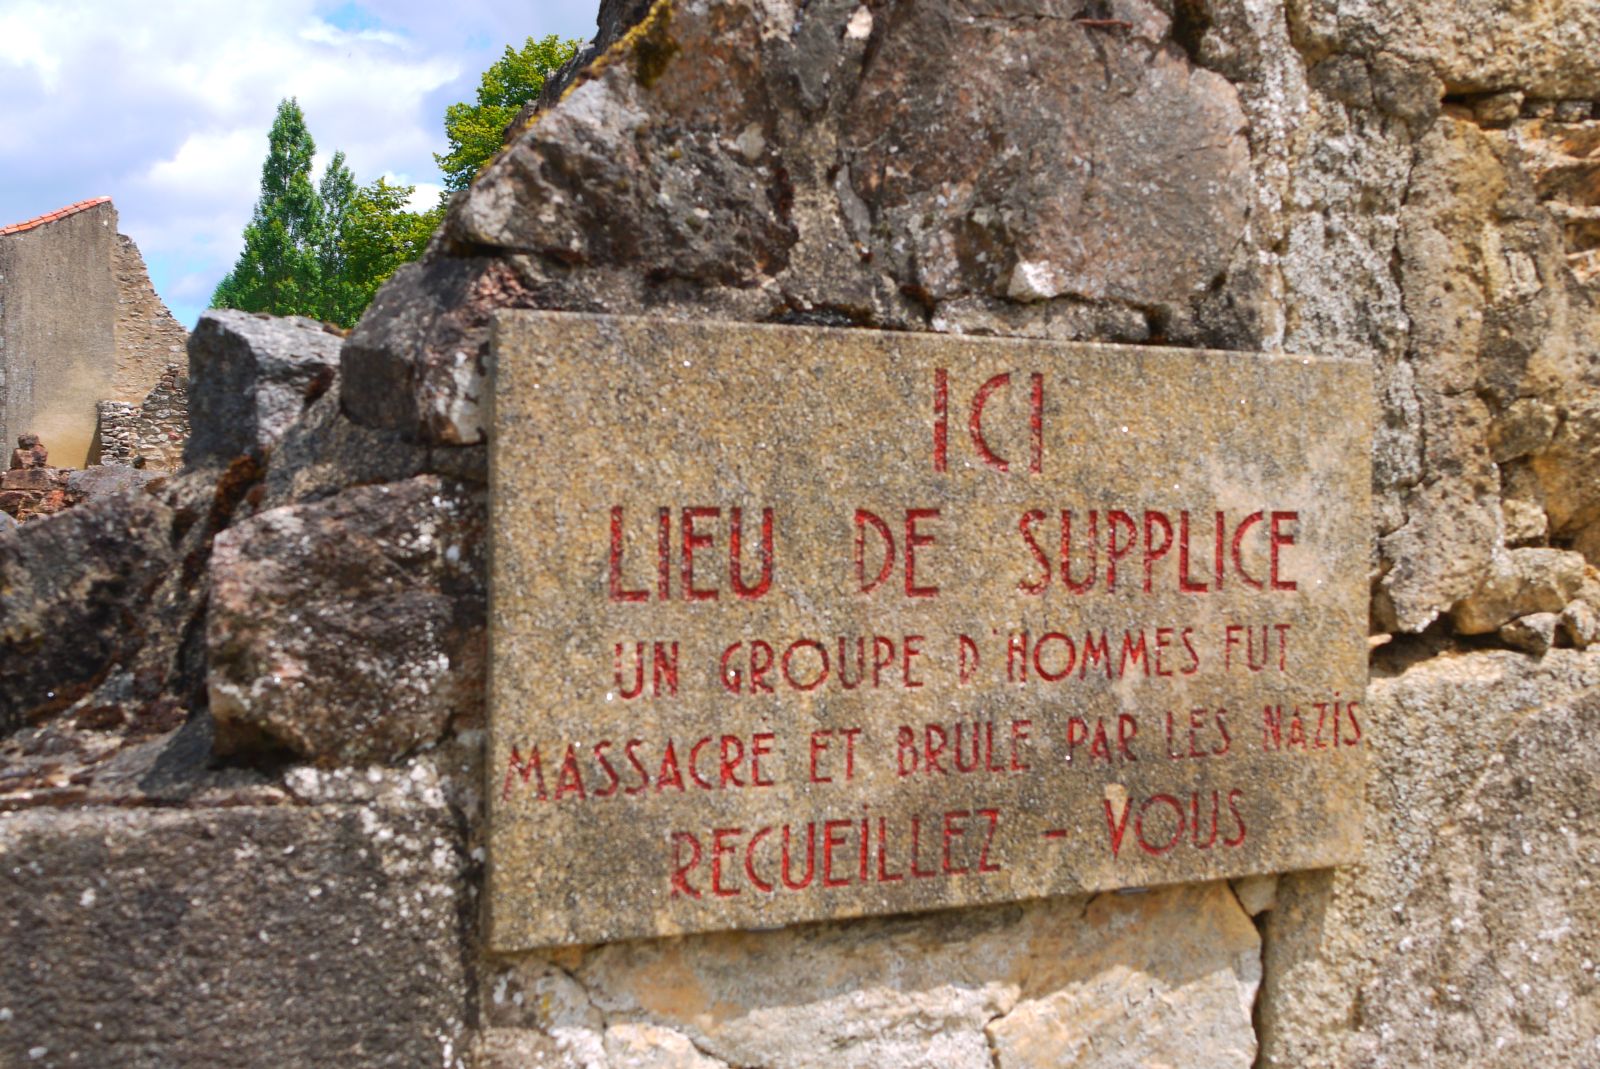 ICI
LIEU DE SUPPLICE
UN GROUPE D'HOMMES FUT
MASSACRE ET BRULE PAR LES NAZIS
RECUEILLEZ - VOUS